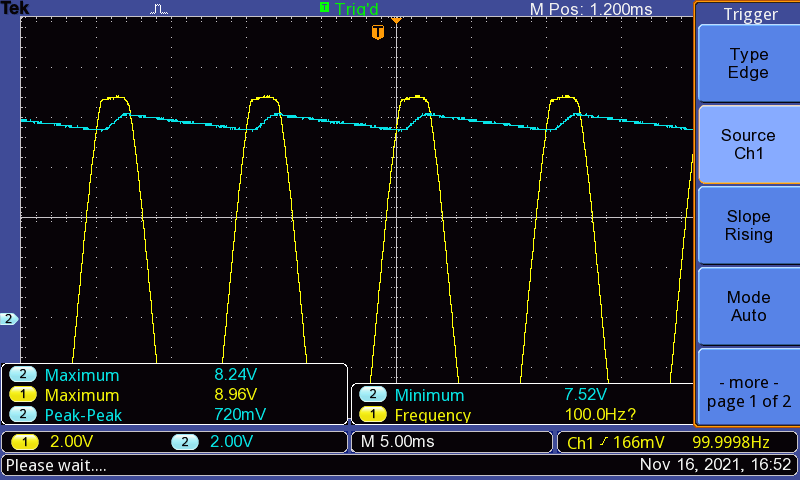 Tek T Trig'd M Pos: 1.200ms
T
Trigger
Type
Edge
Source
Ch1
Slope
Rising
Mode
Auto
- more -
page 1 of 2
2
2 Maximum 8.24V
1 Maximum 8.96V
2 Peak-Peak 720mV
2 Minimum 7.52V
1 Frequency 100.0Hz?
1 2.00V 2 2.00V M 5.00ms Ch1 166mV 99.9998Hz
Please wait.... Nov 16, 2021, 16:52